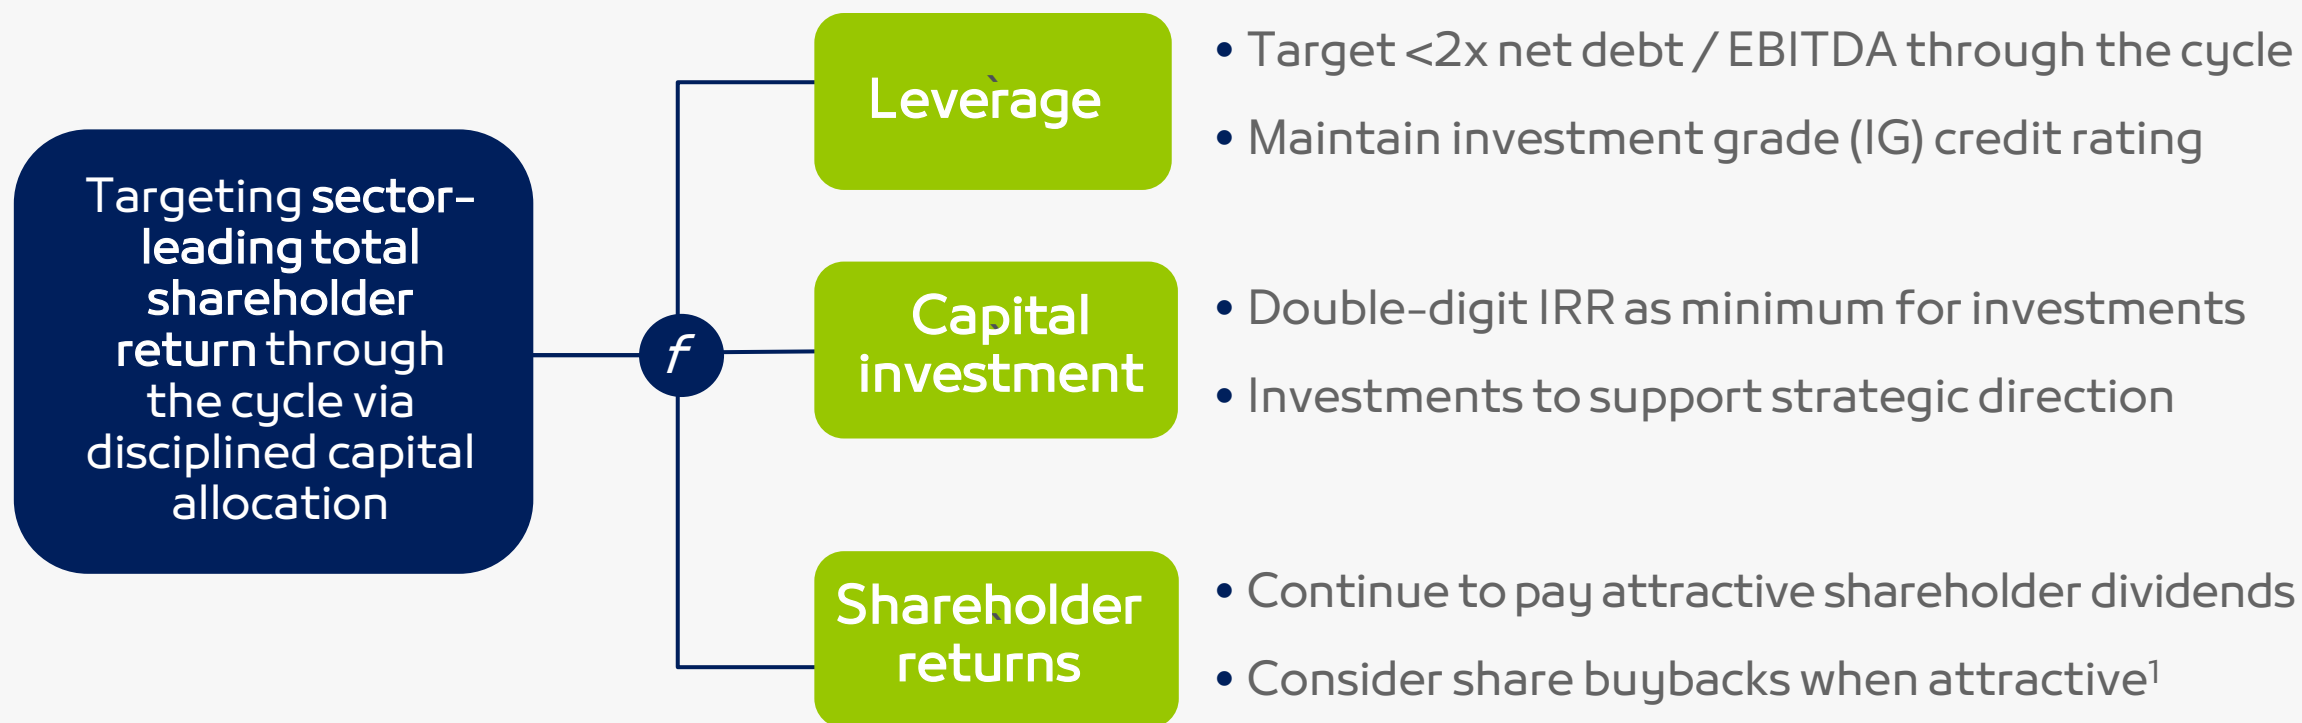 Targeting sector-
leading total
shareholder
return through
the cycle via
disciplined capital
allocation
f
Leverage
• Target <2x net debt / EBITDA through the cycle
• Maintain investment grade (IG) credit rating
Capital
investment
• Double-digit IRR as minimum for investments
• Investments to support strategic direction
Shareholder
returns
• Continue to pay attractive shareholder dividends
• Consider share buybacks when attractive¹